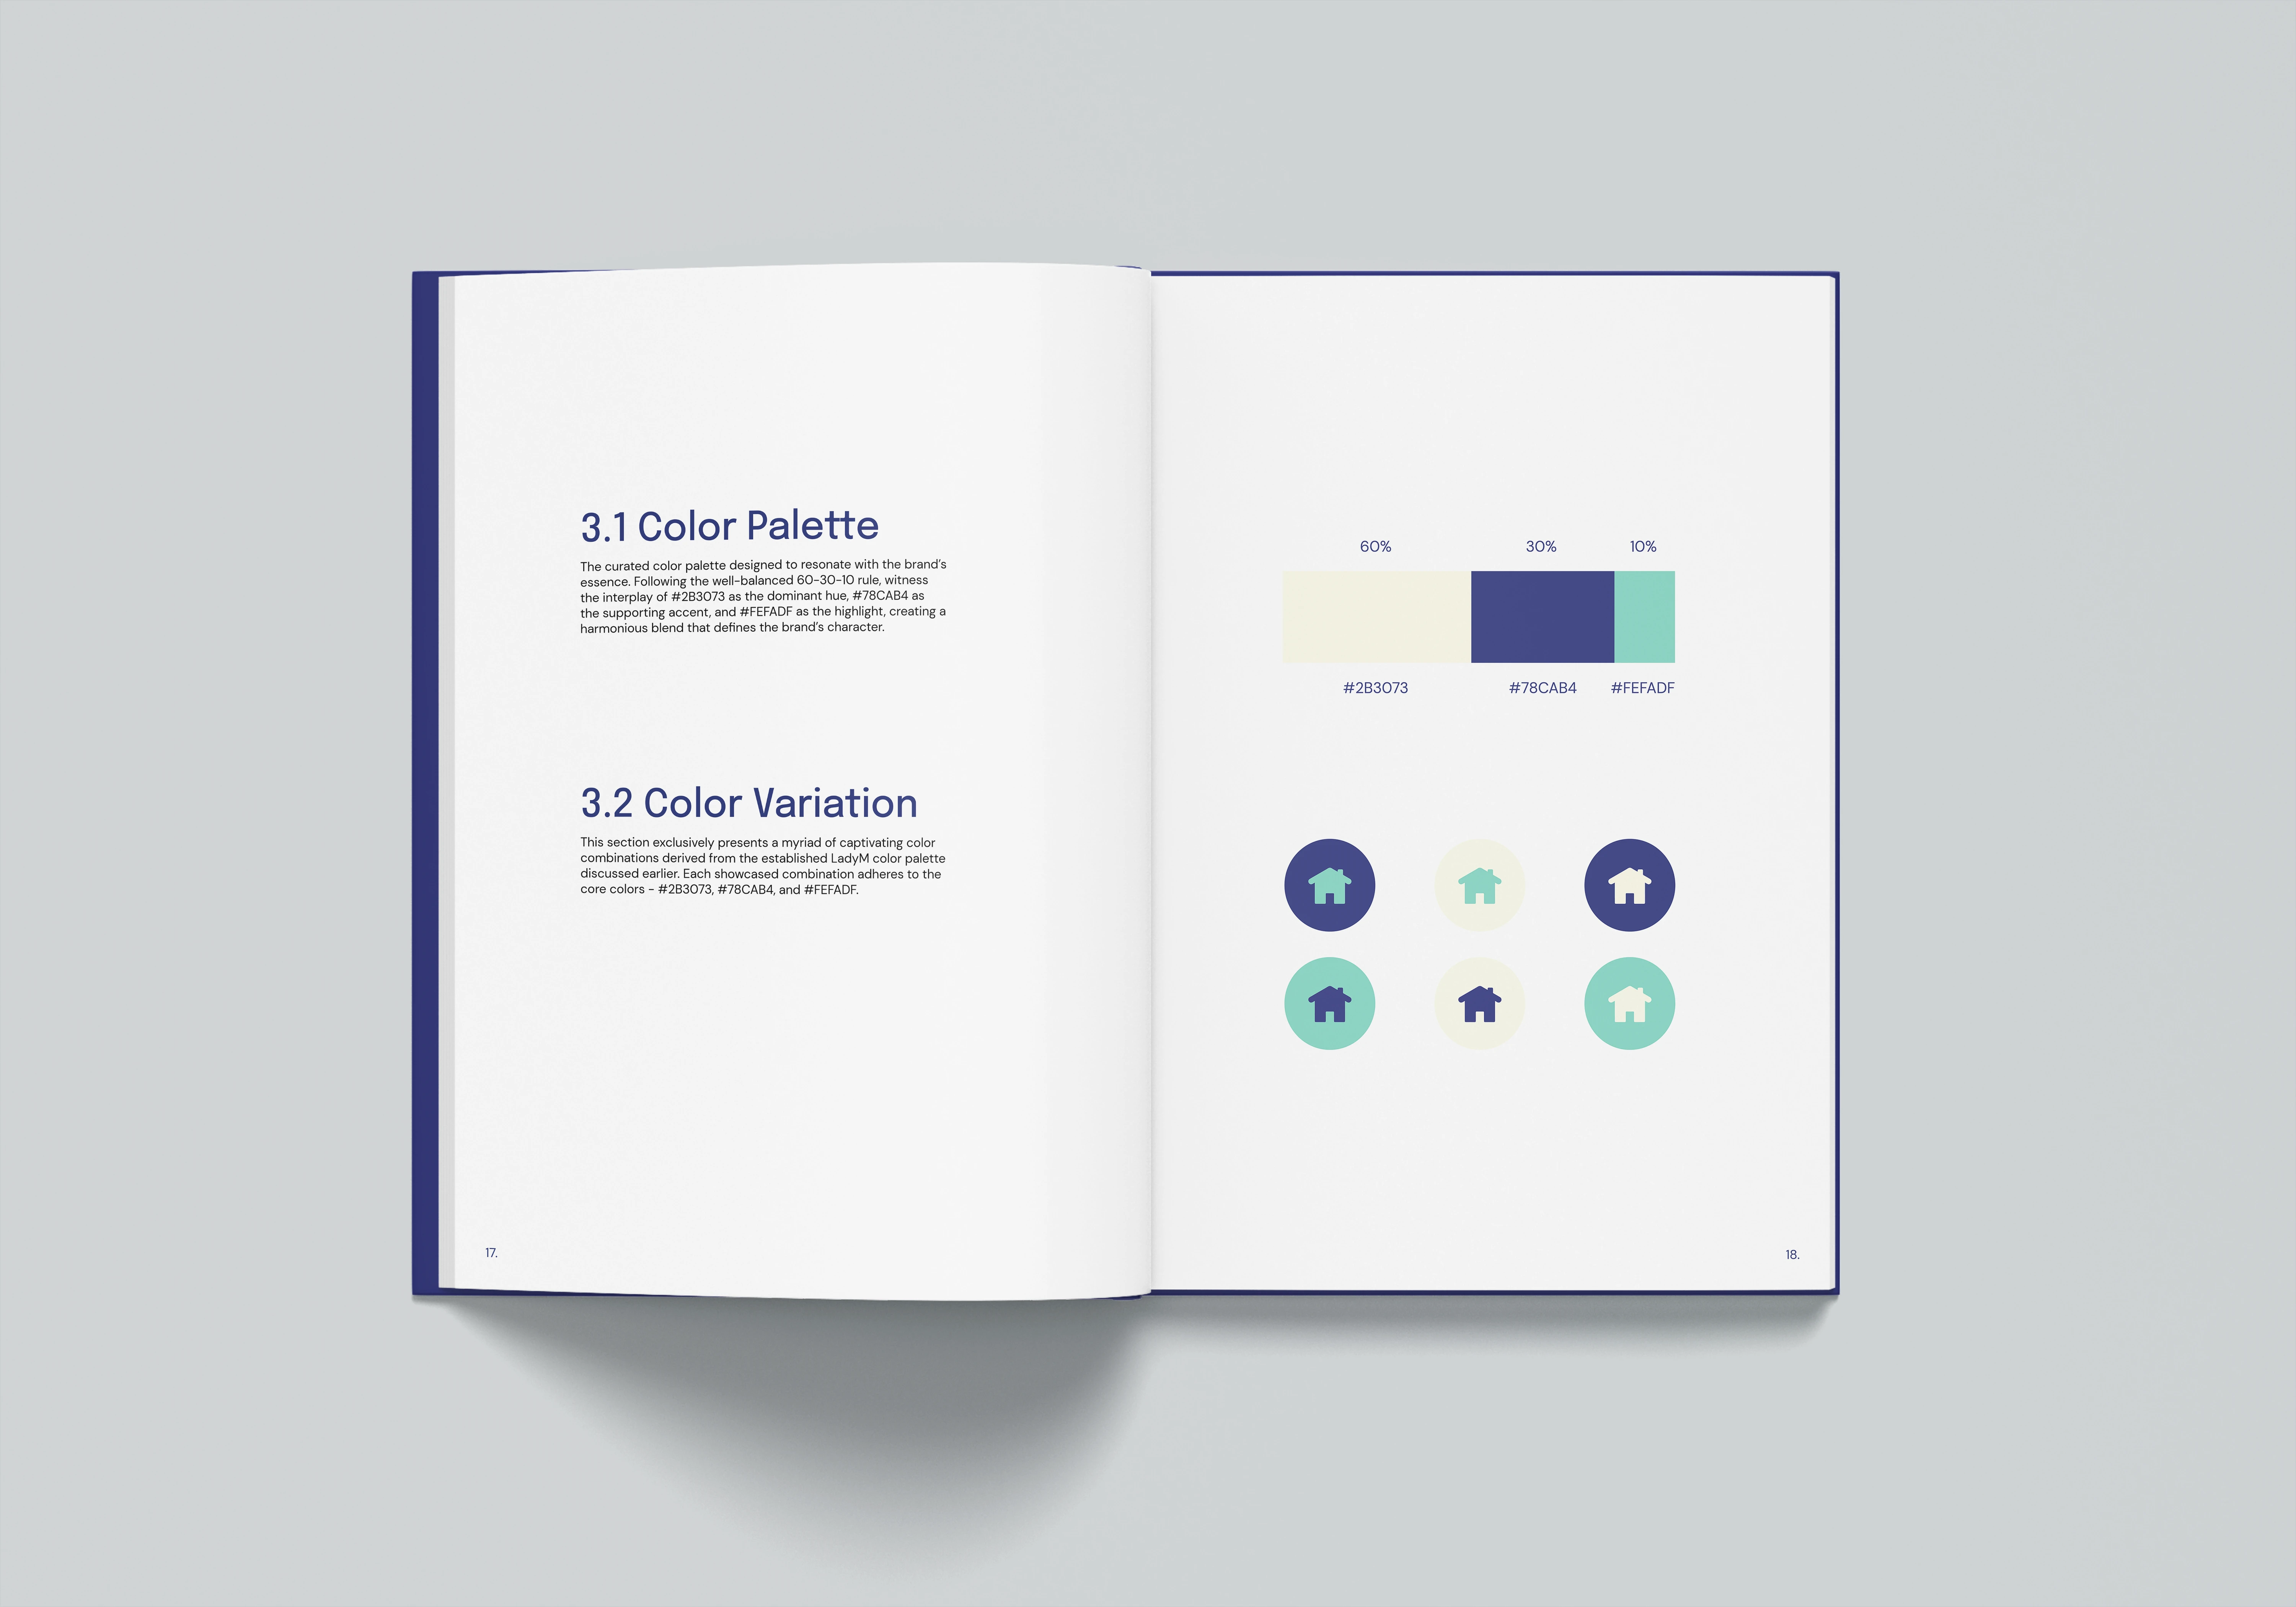 3.1 Color Palette
The curated color palette designed to resonate with the brand's
essence. Following the well-balanced 60-30-10 rule, witness
the interplay of #2B3073 as the dominant hue, #78CAB4 as
the supporting accent, and #FEFADF as the highlight, creating a
harmonious blend that defines the brand's character.
3.2 Color Variation
This section exclusively presents a myriad of captivating color
combinations derived from the established LadyM color palette
discussed earlier. Each showcased combination adheres to the
core colors - #2B3073, #78CAB4, and #FEFADF.
17.
60% 30% 10%
#2B3073 #78CAB4 #FEFADF
18.